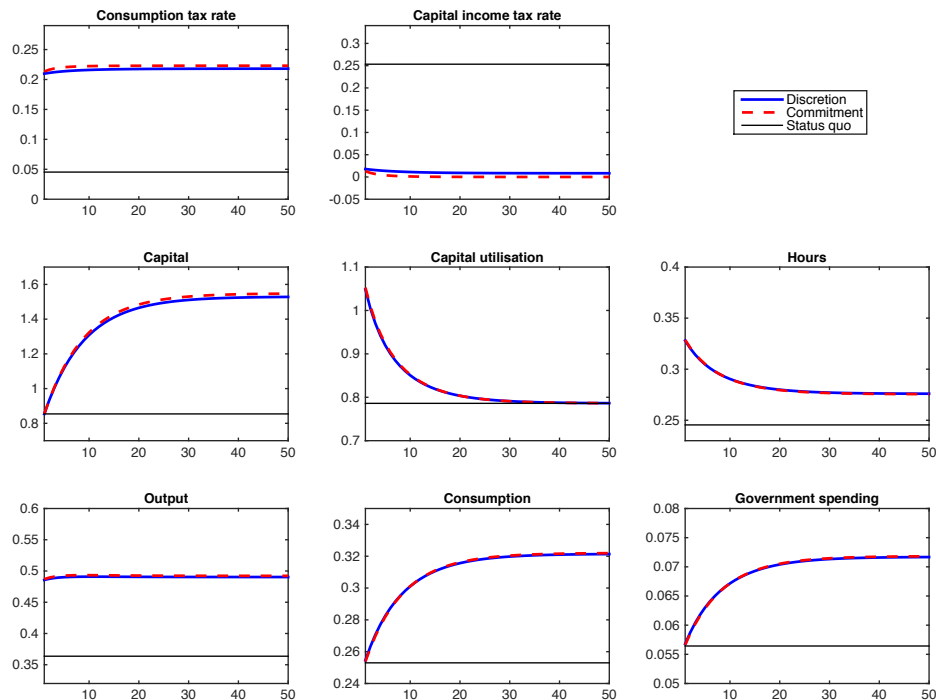 Consumption tax rate
0.25
0.2
0.15
0.1
0.05
0
10 20 30 40 50
Capital income tax rate
0.3
0.25
0.2
0.15
0.1
0.05
0
-0.05
10 20 30 40 50
Discretion
Commitment
Status quo
Capital
1.6
1.4
1.2
1
0.8
10 20 30 40 50
Capital utilisation
1.1
1
0.9
0.8
0.7
10 20 30 40 50
Hours
0.4
0.35
0.3
0.25
10 20 30 40 50
Output
0.6
0.55
0.5
0.45
0.4
0.35
10 20 30 40 50
Consumption
0.34
0.32
0.3
0.28
0.26
0.24
10 20 30 40 50
Government spending
0.08
0.075
0.07
0.065
0.06
0.055
0.05
10 20 30 40 50